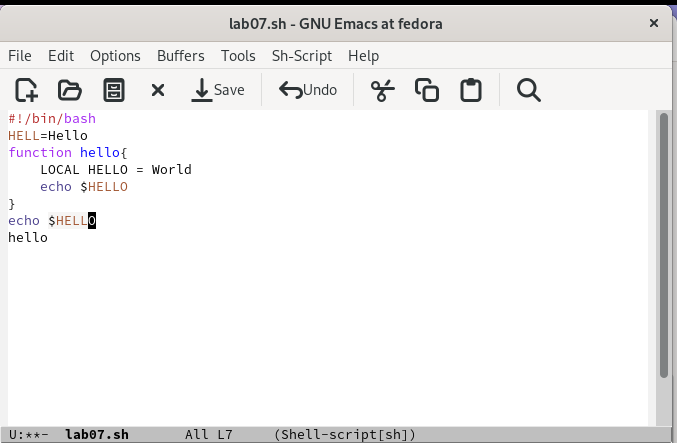 lab07.sh - GNU Emacs at fedora
File Edit Options Buffers Tools Sh-Script Help
Save Undo
#!/bin/bash
HELL=Hello
function hello{
    LOCAL HELLO = World
    echo $HELLO
}
echo $HELLO
hello
U:**- lab07.sh All L7 (Shell-script[sh])